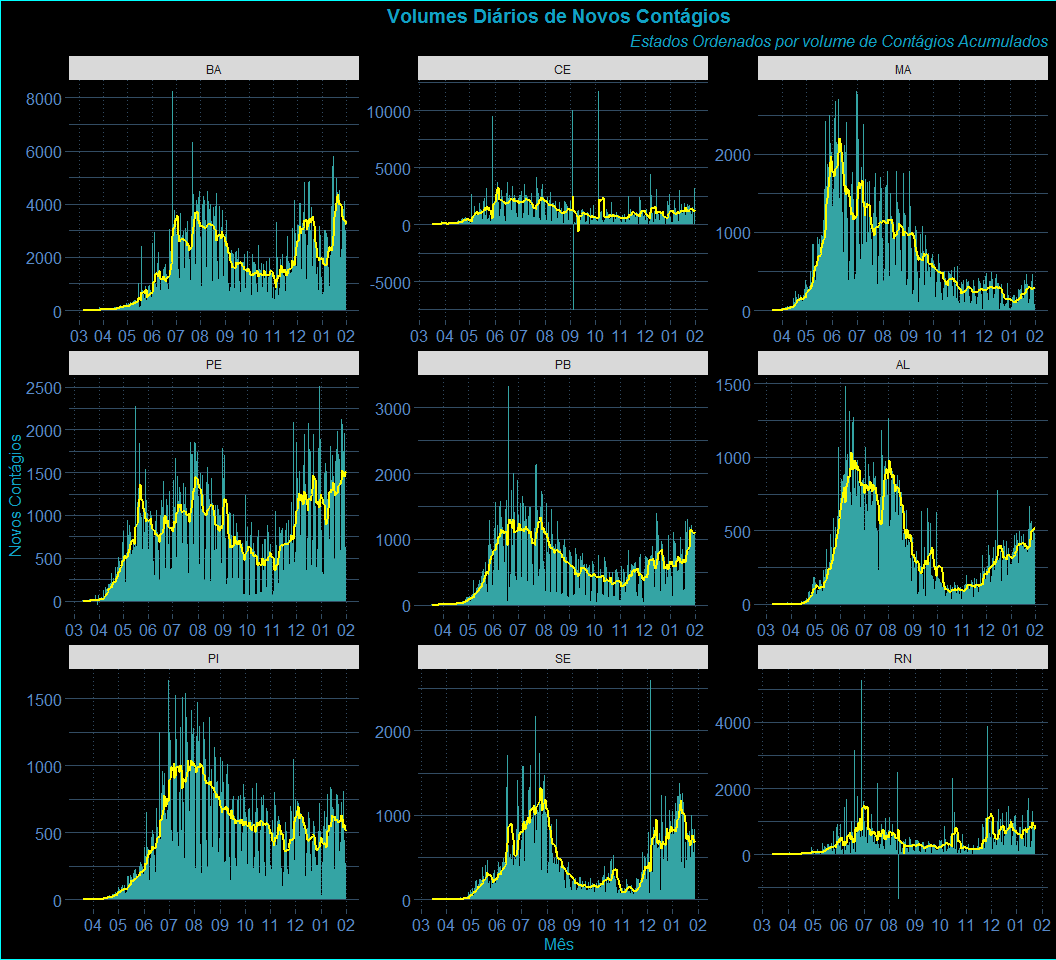 Volumes Diários de Novos Contágios
Estados Ordenados por volume de Contágios Acumulados
BA CE MA
8000
6000
4000
2000
0
03 04 05 06 07 08 09 10 11 12 01 02
10000
5000
0
-5000
03 04 05 06 07 08 09 10 11 12 01 02
2000
1000
0
04 05 06 07 08 09 10 11 12 01 02
PE PB AL
2500
2000
1500
1000
500
0
03 04 05 06 07 08 09 10 11 12 01 02
3000
2000
1000
0
04 05 06 07 08 09 10 11 12 01 02
1500
1000
500
0
03 04 05 06 07 08 09 10 11 12 01 02
Novos Contágios
PI SE RN
1500
1000
500
0
04 05 06 07 08 09 10 11 12 01 02
2000
1000
0
03 04 05 06 07 08 09 10 11 12 01 02
4000
2000
0
03 04 05 06 07 08 09 10 11 12 01 02
Mês